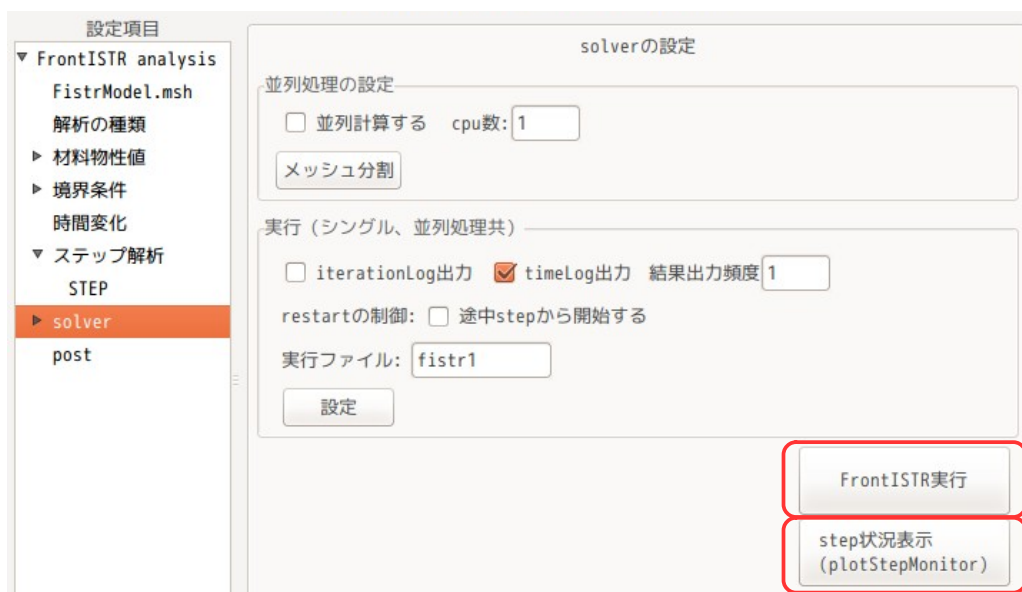 設定項目
FrontISTR analysis
FistrModel.msh
解析の種類
材料物性値
境界条件
時間変化
ステップ解析
STEP
solver
post
solverの設定
並列処理の設定
並列計算する cpu数: 1
メッシュ分割
実行（シングル、並列処理共）
iterationLog出力 timeLog出力 結果出力頻度 1
restartの制御: 途中stepから開始する
実行ファイル: fistr1
設定
FrontISTR実行
step状況表示
(plotStepMonitor)